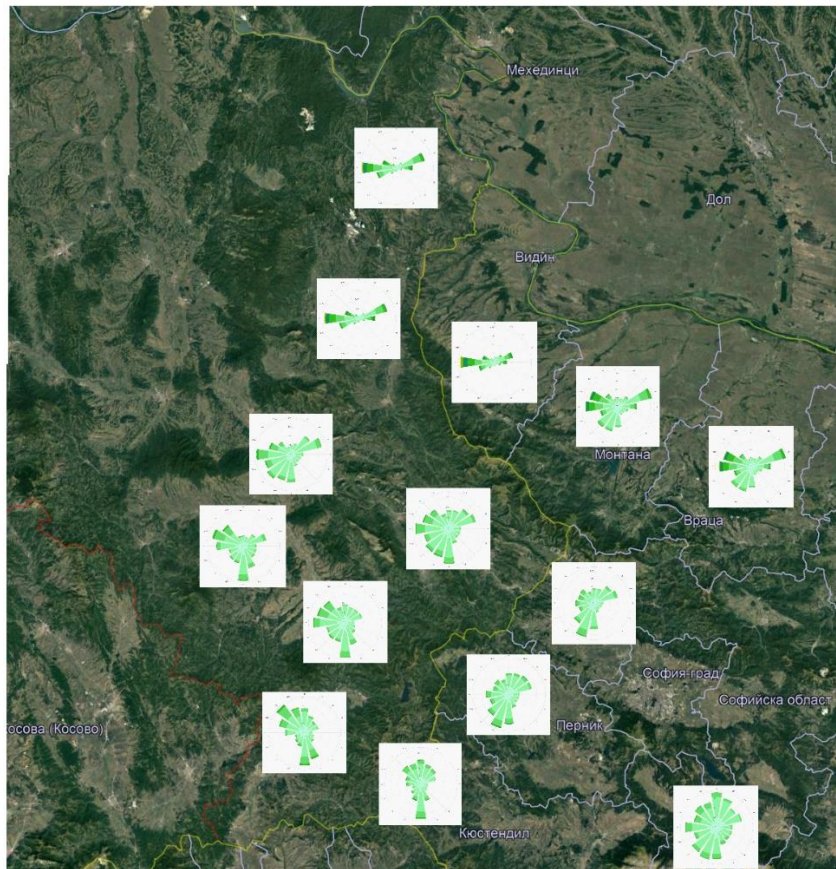 Мехединци
Дол
Видин
Монтана
Враца
София-град
Софийска област
Перник
осова (Косово)
Кюстендил